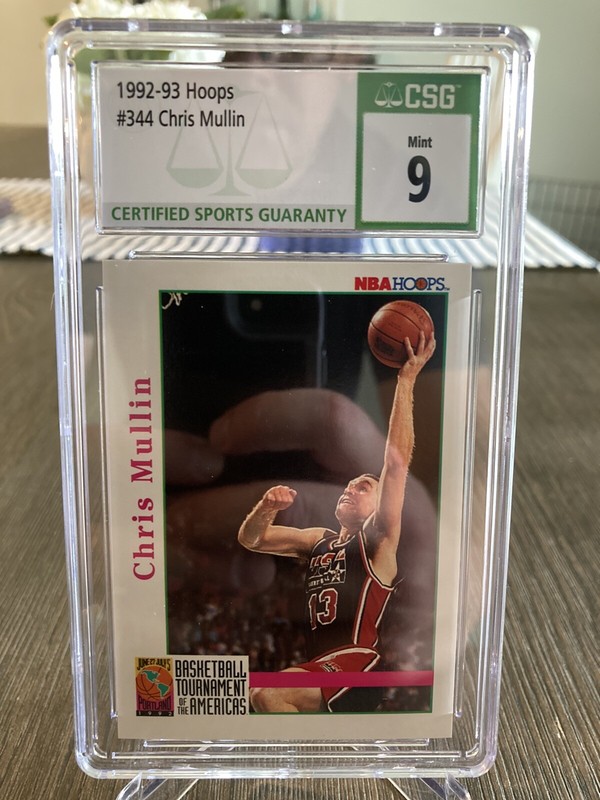 1992-93 Hoops
#344 Chris Mullin
CSG
Mint
9
CERTIFIED SPORTS GUARANTY
NBA HOOPS
Chris Mullin
USA
13
PORTLAND
BASKETBALL
TOURNAMENT
OF THE AMERICAS